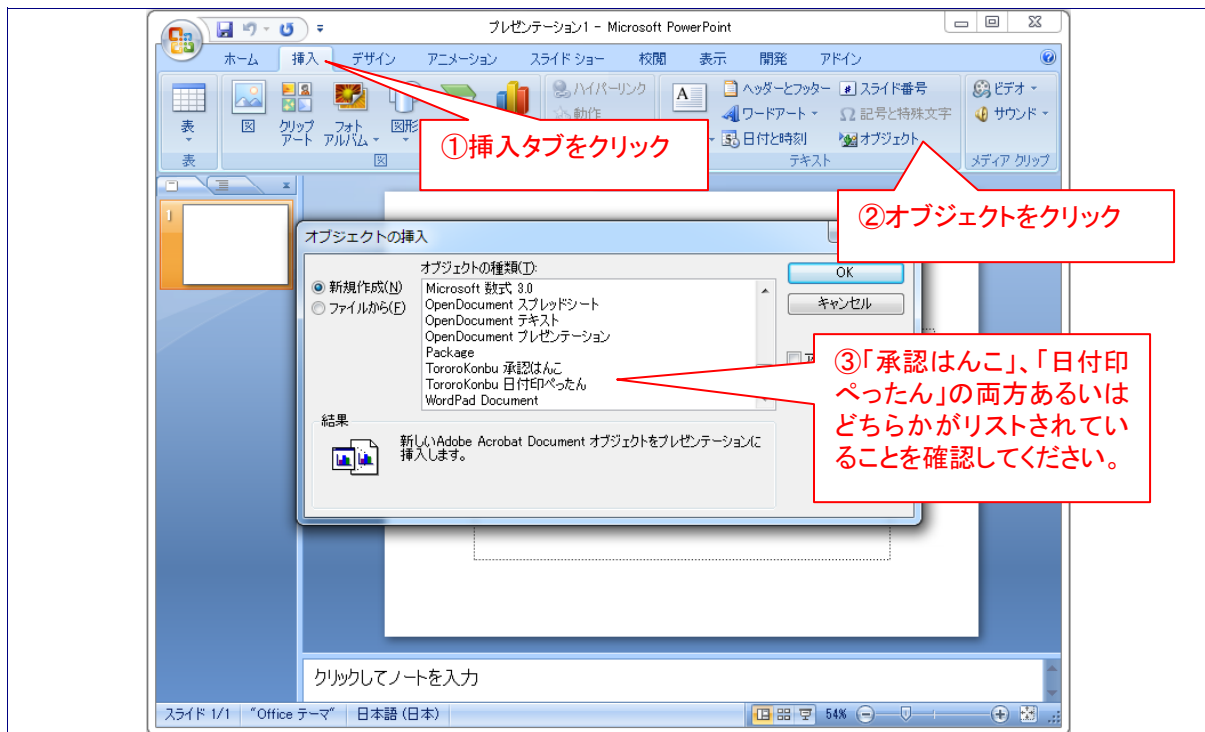 プレゼンテーション1 - Microsoft PowerPoint
ホーム 挿入 デザイン アニメーション スライド ショー 校閲 表示 開発 アドイン
表
図
クリップ
アート
フォト
アルバム
図形
ハイパーリンク
動作
A
ヘッダーとフッター
ワードアート
日付と時刻
スライド番号
記号と特殊文字
オブジェクト
ビデオ
サウンド
表
図
テキスト
メディア クリップ
①挿入タブをクリック
②オブジェクトをクリック
1
オブジェクトの挿入
オブジェクトの種類(T):
新規作成(N)
ファイルから(F)
Microsoft 数式 3.0
OpenDocument スプレッドシート
OpenDocument テキスト
OpenDocument プレゼンテーション
Package
TororoKonbu 承認はんこ
TororoKonbu 日付印ぺったん
WordPad Document
OK
キャンセル
③「承認はんこ」、「日付印
ぺったん」の両方あるいは
どちらかがリストされてい
ることを確認してください。
結果
新しいAdobe Acrobat Document オブジェクトをプレゼンテーションに
挿入します。
クリックしてノートを入力
スライド 1/1 "Office テーマ" 日本語 (日本)
54%